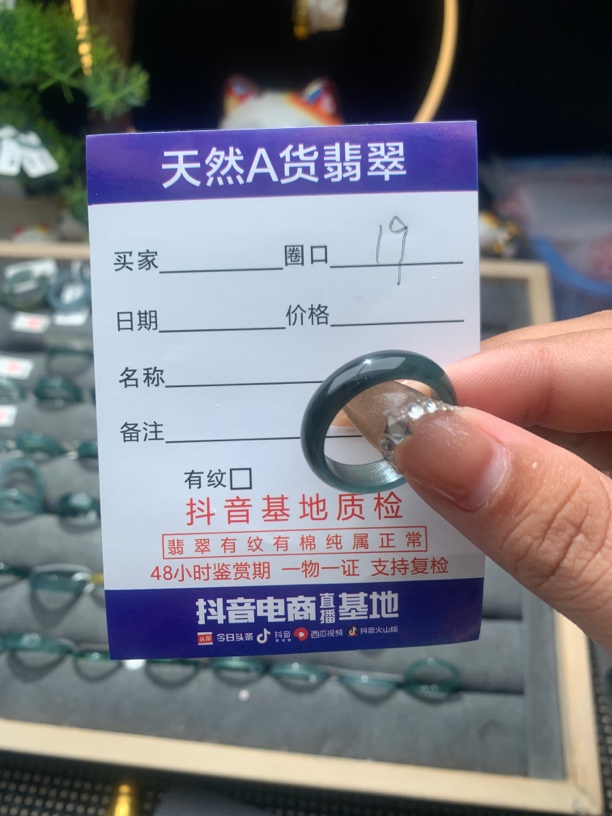 天然A货翡翠
买家 圈口 19
日期 价格
名称
备注
有纹
抖音基地质检
翡翠有纹有棉纯属正常
48小时鉴赏期 一物一证 支持复检
抖音电商直播基地
头条 今日头条 抖音 西瓜视频 抖音火山版